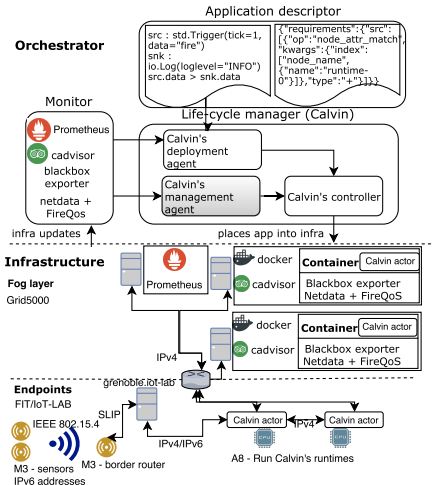 Application descriptor
Orchestrator
src : std.Trigger(tick=1,
data="fire")
snk :
io.Log(loglevel="INFO")
src.data > snk.data
{"requirements":{"src":
[{"op":"node_attr_match",
"kwargs":{"index":
["node_name",
{"name":"runtime-
0"}]},"type":"+"}]}}
Monitor
Prometheus
cadvisor
blackbox
exporter
netdata +
FireQos
Life-cycle manager (Calvin)
Calvin's
deployment
agent
Calvin's
management
agent
Calvin's controller
infra updates
places app into infra
Infrastructure
Fog layer
Grid5000
Prometheus
docker
cadvisor
Container
Calvin actor
Blackbox exporter
Netdata + FireQoS
docker
cadvisor
Container
Calvin actor
Blackbox exporter
Netdata + FireQoS
IPv4
grenoble.iot-lab
Endpoints
FIT/IoT-LAB
IEEE 802.15.4
SLIP
M3 - sensors
IPv6 addresses
M3 - border router
IPv4/IPv6
Calvin actor
IPv4
Calvin actor
CPU
CPU
A8 - Run Calvin's runtimes